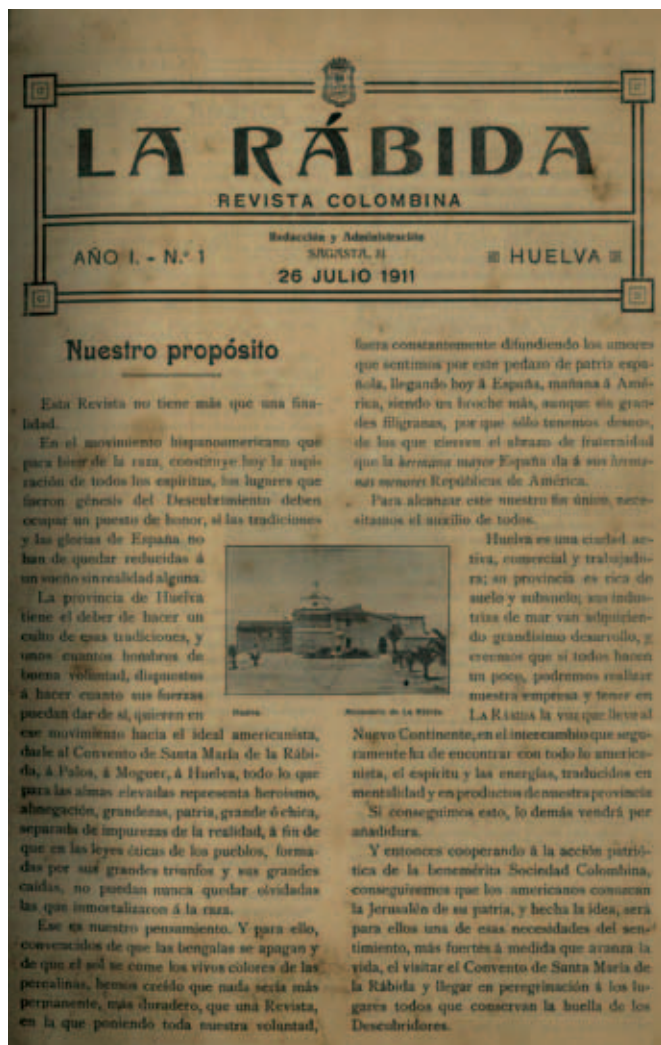 LA RÁBIDA
REVISTA COLOMBINA
AÑO I. - N.º 1
Redacción y Administración
SAGASTA,
26 JULIO 1911
HUELVA
Nuestro propósito
Esta Revista no tiene más que una fina-
lidad.
En el movimiento hispanoamericano que
para bien de la raza, constituye hoy la aspi-
ración de todos los espíritus, los lugares que
fueron génesis del Descubrimiento deben
ocupar un puesto de honor, si las tradiciones
y las glorias de España no
han de quedar reducidas á
un sueño sin realidad alguna.
La provincia de Huelva
tiene el deber de hacer un
culto de esas tradiciones, y
unos cuantos hombres de
buena voluntad, dispuestos
á hacer cuanto sus fuerzas
puedan dar de sí, quieren en
ese movimiento hacia el ideal americanista,
darle al Convento de Santa María de la Rábi-
da, á Palos, á Moguer, á Huelva, todo lo que
para las almas elevadas representa heroismo,
abnegación, grandezas, patria, grande ó chica,
separada de impurezas de la realidad, á fin de
que en las leyes éticas de los pueblos, forma-
das por sus grandes triunfos y sus grandes
caídas, no puedan nunca quedar olvidadas
las que inmortalizaron á la raza.
Ese es nuestro pensamiento. Y para ello,
convencidos de que las bengalas se apagan y
de que el sol se come los vivos colores de las
percalinas, hemos creído que nada sería más
permanente, más duradero, que una Revista,
en la que poniendo toda nuestra voluntad,
fuera constantemente difundiendo los amores
que sentimos por este pedazo de patria espa-
ñola, llegando hoy á España, mañana á Amé-
rica, siendo un broche más, aunque sin gran-
des filigranas, porque sólo tenemos deseos,
de los que cierren el abrazo de fraternidad
que la hermana mayor España da á sus herma-
nas menores Repúblicas de América.
Para alcanzar este nuestro fin único, nece-
sitamos el auxilio de todos.
Huelva es una ciudad ac-
tiva, comercial y trabajado-
ra; su provincia es rica de
suelo y subsuelo; sus indus-
trias de mar van adquirien-
do grandísimo desarrollo, y
creemos que si todos hacen
un poco, podremos realizar
nuestra empresa y tener en
LA RÁBIDA la voz que lleve al
Nuevo Continente, en el intercambio que segu-
ramente ha de encontrar con todo lo america-
nista, el espíritu y las energías, traducidos en
mentalidad y en productos de nuestra provincia
Si conseguimos esto, lo demás vendrá por
añadidura.
Y entonces cooperando á la acción patrió-
tica de la benemérita Sociedad Colombina,
conseguiremos que los americanos conozcan
la Jerusalén de su patria, y hecha la idea, será
para ellos una de esas necesidades del sen-
timiento, más fuertes á medida que avanza la
vida, el visitar el Convento de Santa María de
la Rábida y llegar en peregrinación á los lu-
gares todos que conservan la huella de los
Descubridores.
Huelva
Monasterio de La Rábida